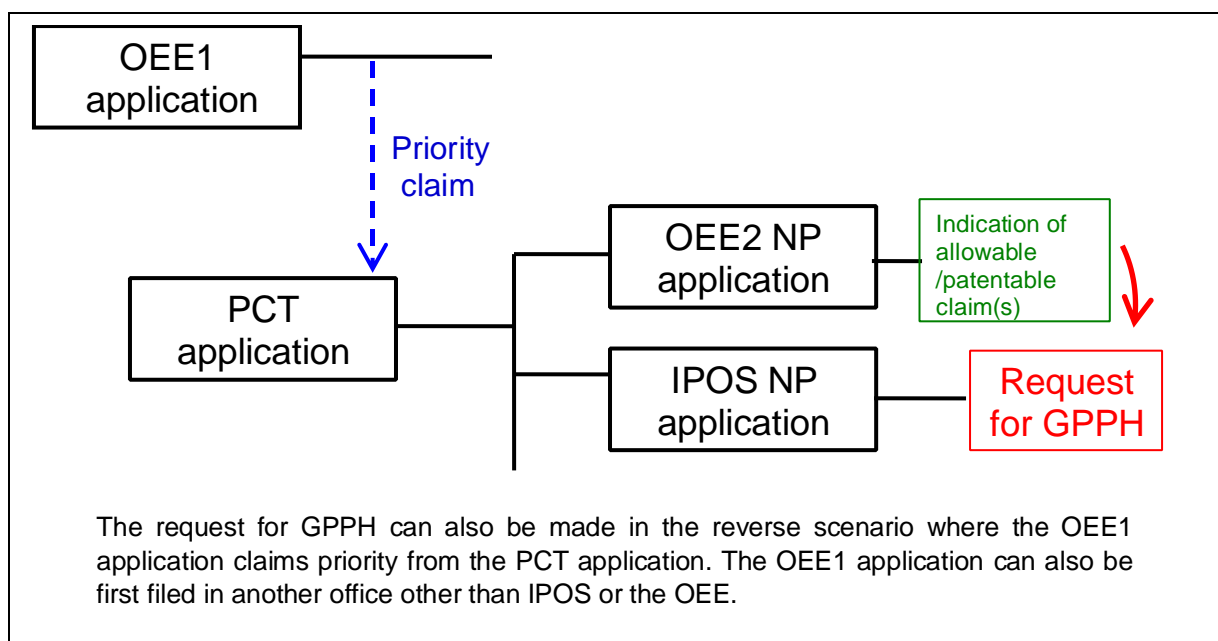 OEE1
application
Priority
claim
PCT
application
OEE2 NP
application
Indication of
allowable
/patentable
claim(s)
IPOS NP
application
Request
for GPPH
The request for GPPH can also be made in the reverse scenario where the OEE1
application claims priority from the PCT application. The OEE1 application can also be
first filed in another office other than IPOS or the OEE.